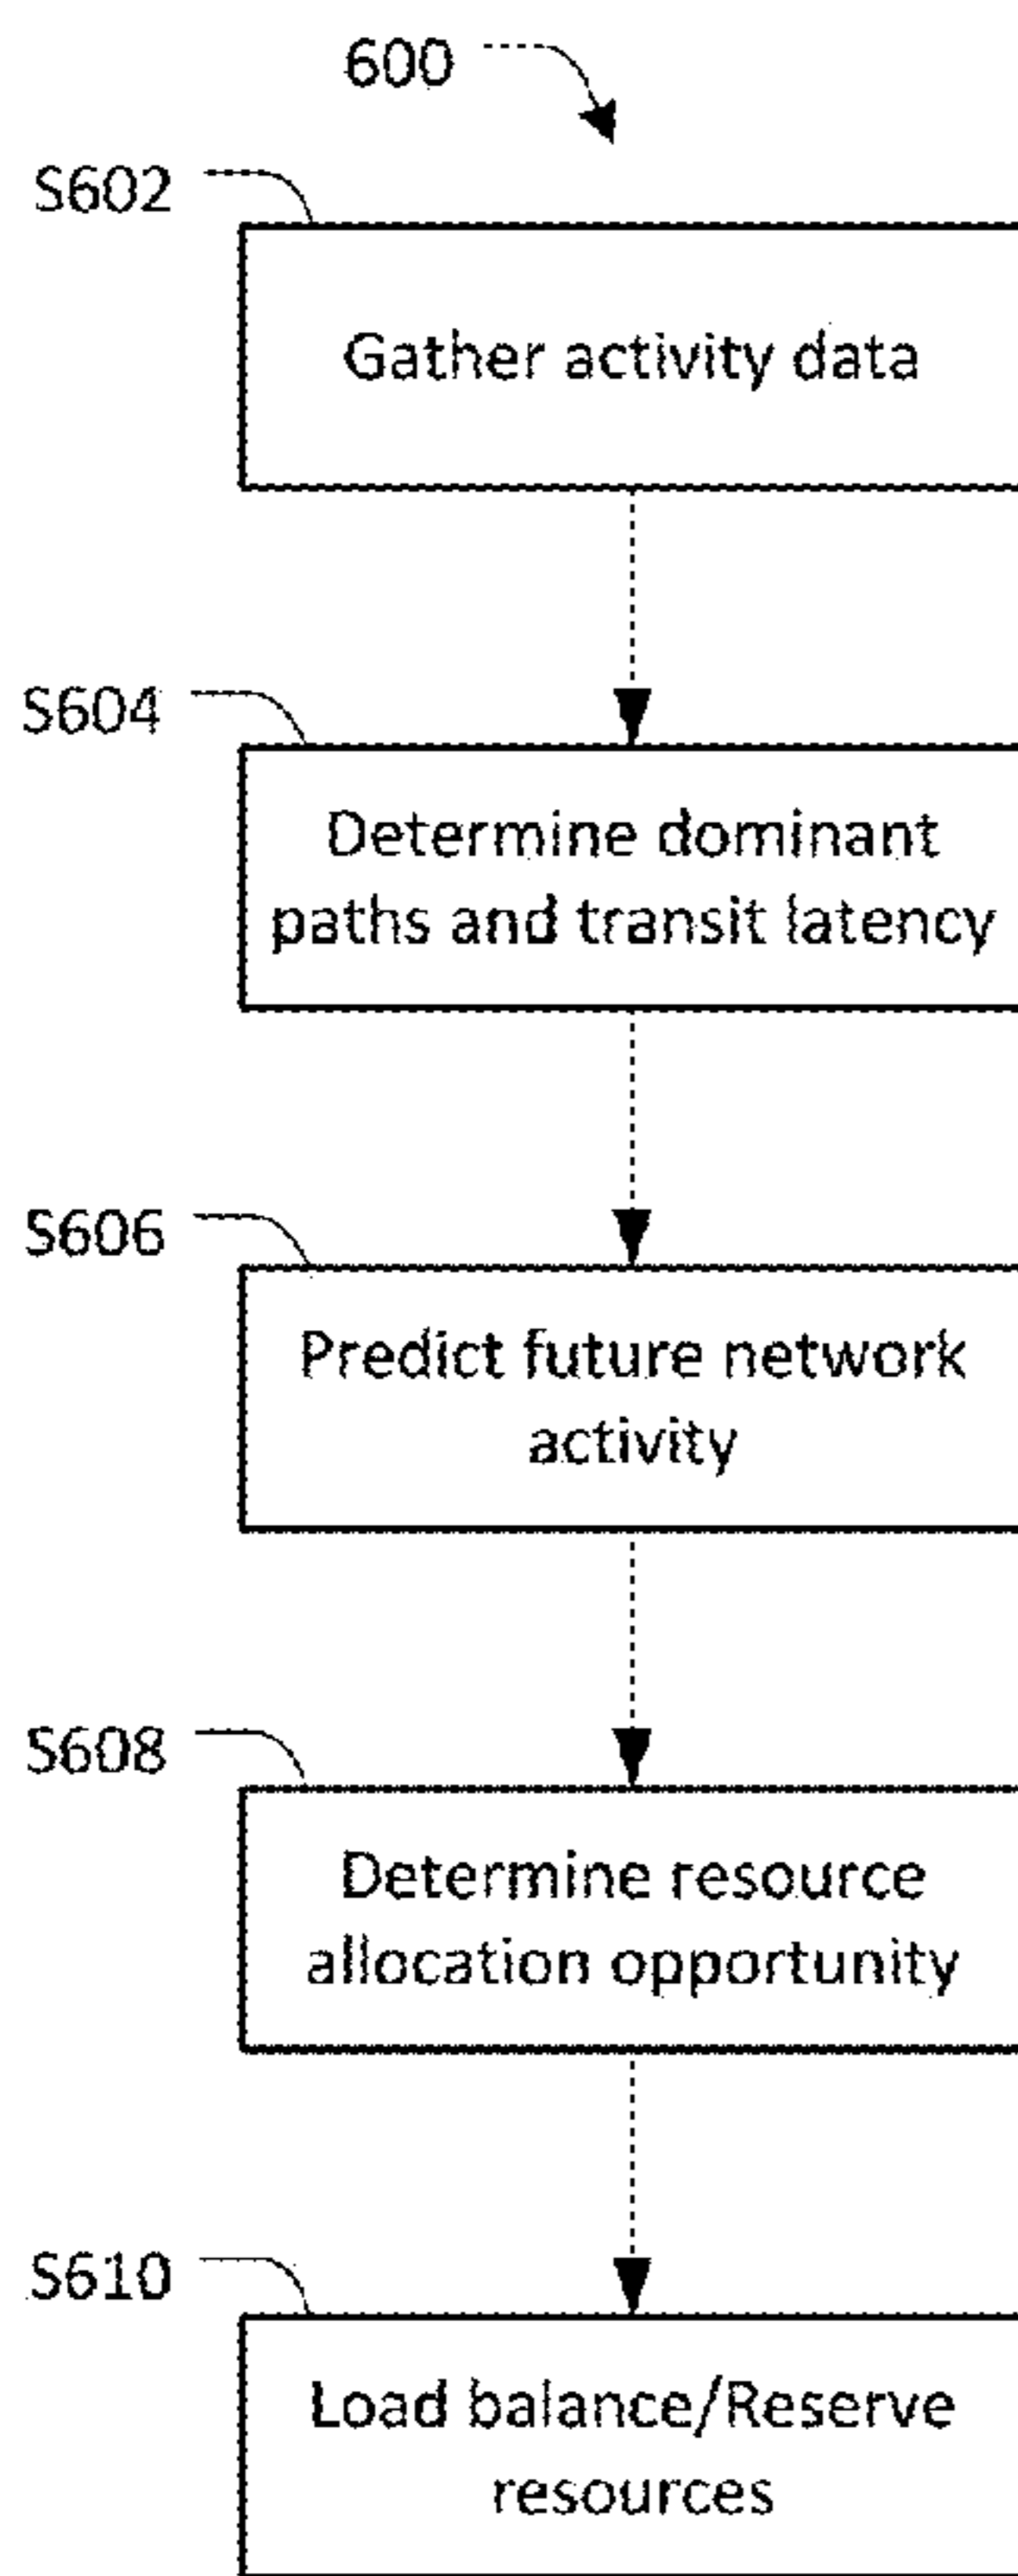 600
S602
Gather activity data
S604
Determine dominant
paths and transit latency
S606
Predict future network
activity
S608
Determine resource
allocation opportunity
S610
Load balance/Reserve
resources